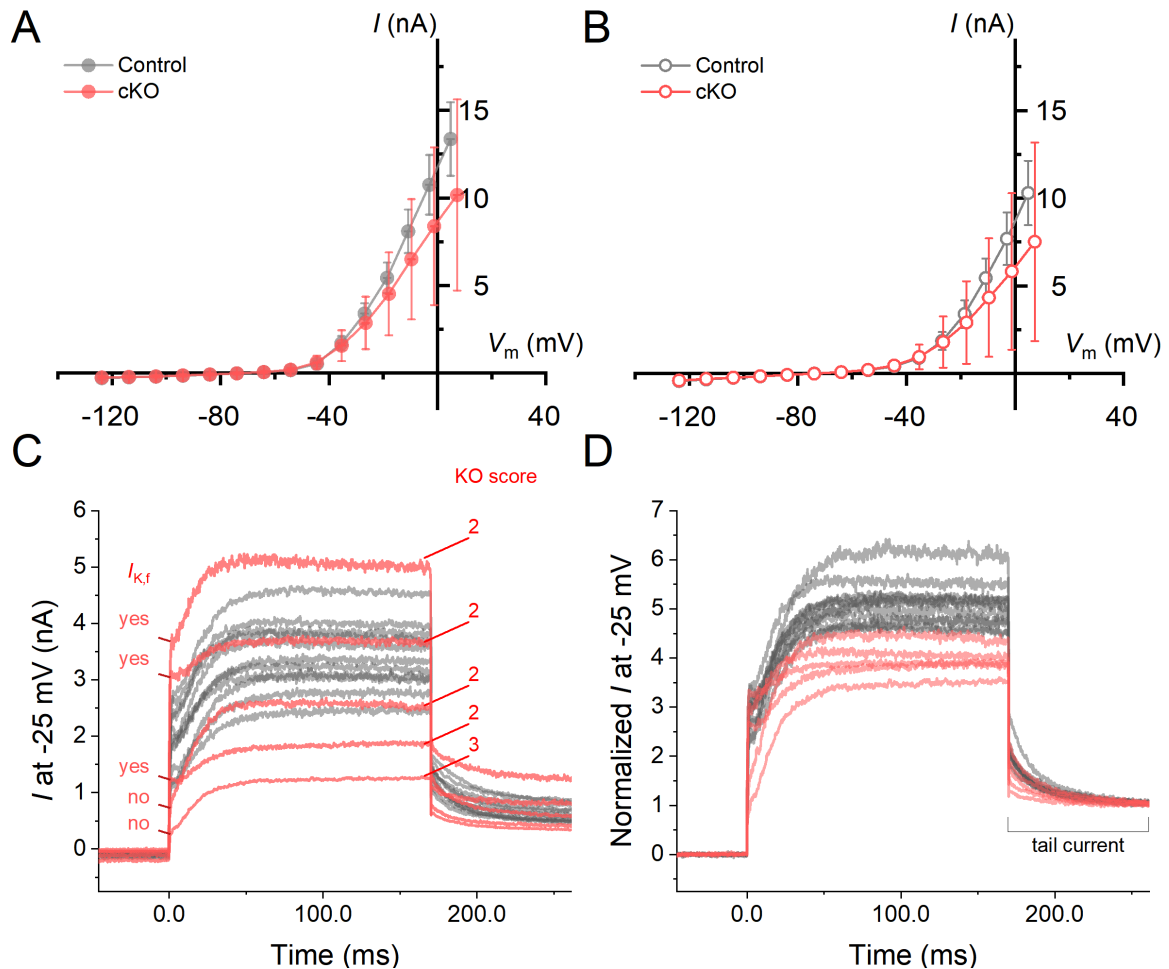 A
I (nA)
Control
cKO
15
10
5
Vm (mV)
-120
-80
-40
40
B
I (nA)
Control
cKO
15
10
5
Vm (mV)
-120
-80
-40
40
C
KO score
6
5
4
3
2
1
0
I at -25 mV (nA)
IK,f
yes
yes
yes
no
no
2
2
2
2
3
0.0
100.0
200.0
Time (ms)
D
7
6
5
4
3
2
1
0
Normalized I at -25 mV
tail current
0.0
100.0
200.0
Time (ms)